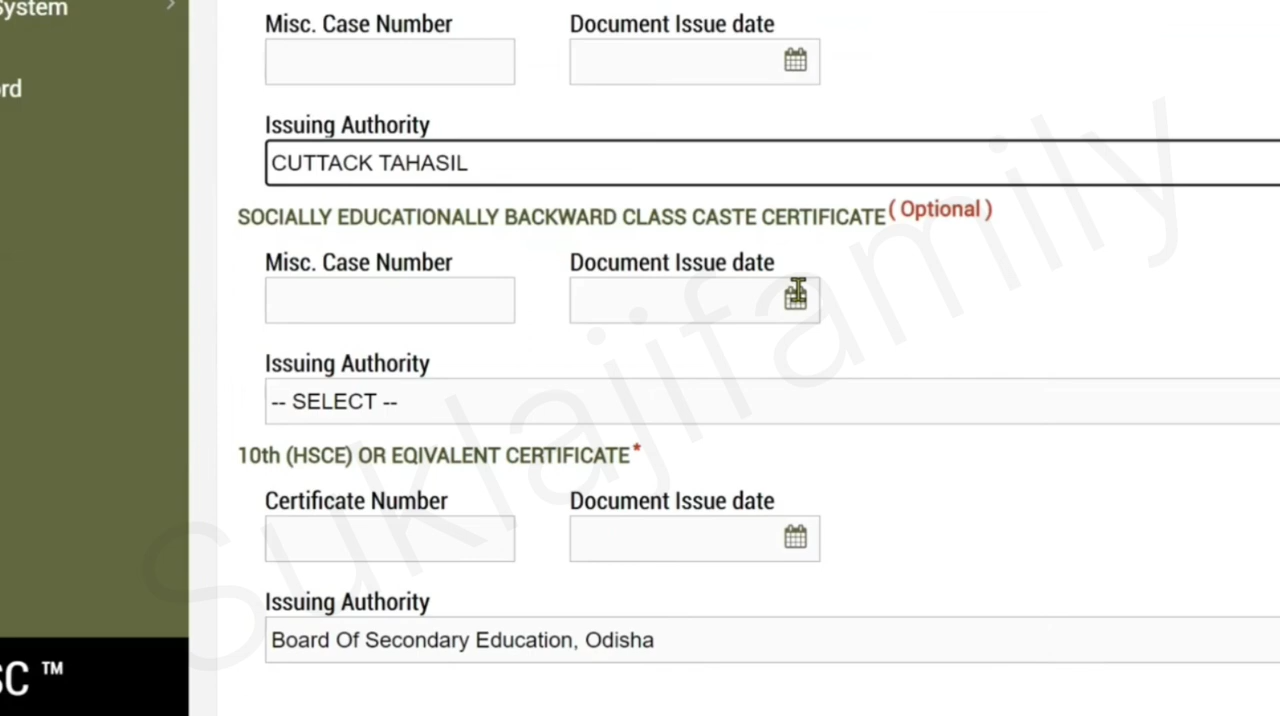 System
rd
Misc. Case Number Document Issue date
Issuing Authority
CUTTACK TAHASIL
SOCIALLY EDUCATIONALLY BACKWARD CLASS CASTE CERTIFICATE ( Optional )
Misc. Case Number Document Issue date
Issuing Authority
-- SELECT --
10th (HSCE) OR EQIVALENT CERTIFICATE*
Certificate Number Document Issue date
Issuing Authority
Board Of Secondary Education, Odisha
SC ™
Suklajifamily